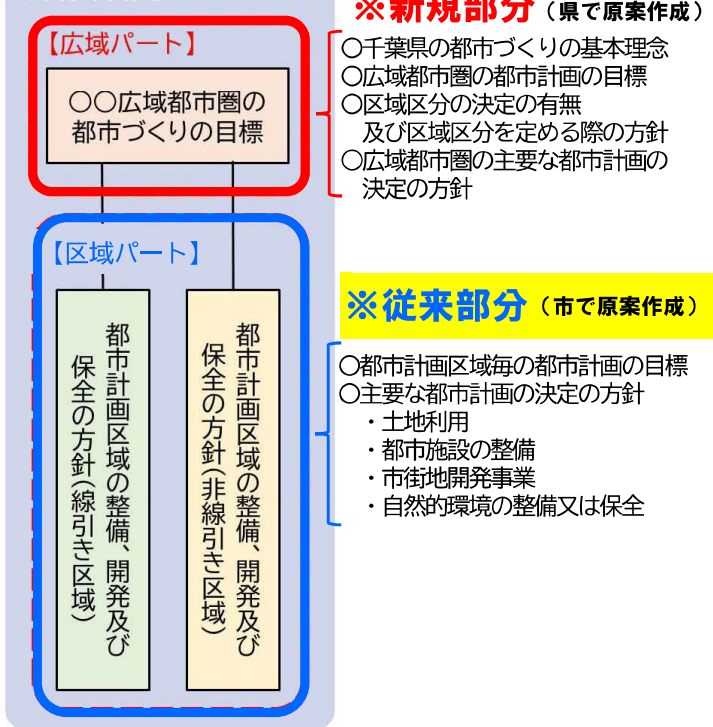 ※新規部分（県で原案作成）
【広域パート】
〇〇広域都市圏の
都市づくりの目標
〇千葉県の都市づくりの基本理念
〇広域都市圏の都市計画の目標
〇区域区分の決定の有無
及び区域区分を定める際の方針
〇広域都市圏の主要な都市計画の
決定の方針
【区域パート】
都市計画区域の整備、開発及び
保全の方針（線引き区域）
都市計画区域の整備、開発及び
保全の方針（非線引き区域）
※従来部分（市で原案作成）
〇都市計画区域毎の都市計画の目標
〇主要な都市計画の決定の方針
・土地利用
・都市施設の整備
・市街地開発事業
・自然的環境の整備又は保全